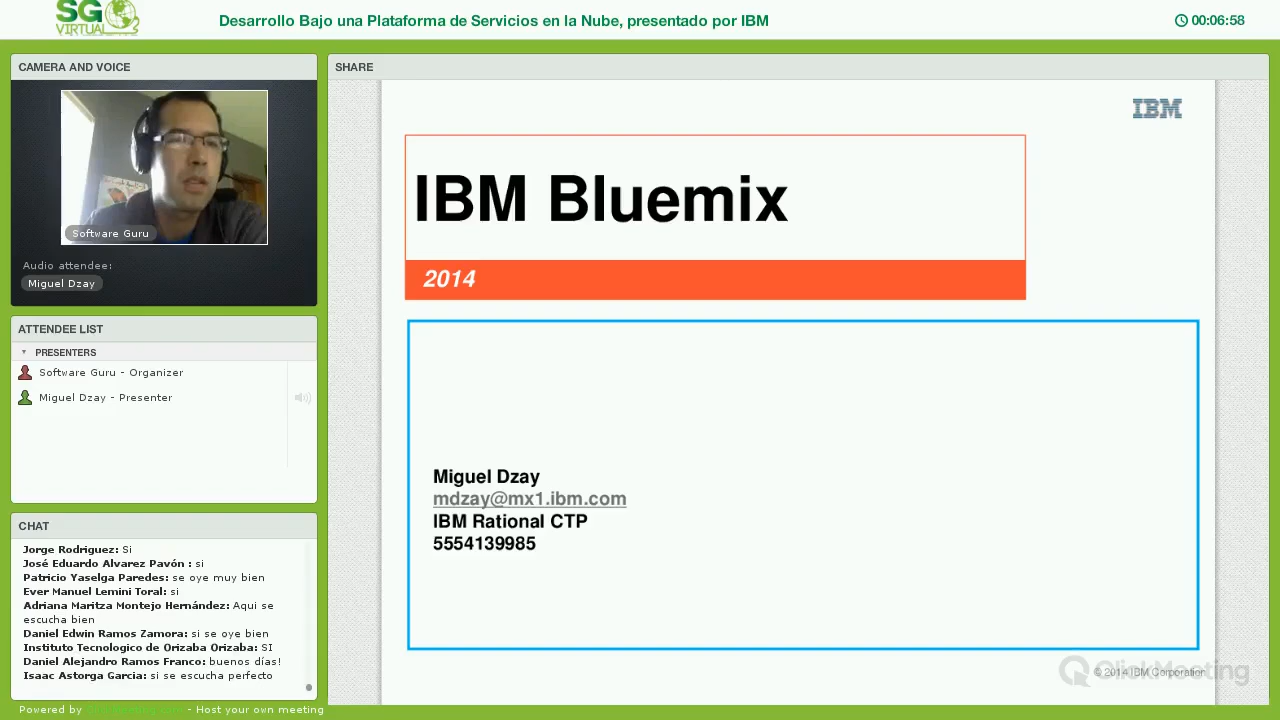 SG
VIRTUAL
Desarrollo Bajo una Plataforma de Servicios en la Nube, presentado por IBM
00:06:58
CAMERA AND VOICE
Software Guru
Audio attendee:
Miguel Dzay
ATTENDEE LIST
PRESENTERS
Software Guru - Organizer
Miguel Dzay - Presenter
CHAT
Jorge Rodriguez: Si
José Eduardo Alvarez Pavón : si
Patricio Yaselga Paredes: se oye muy bien
Ever Manuel Lemini Toral: si
Adriana Maritza Montejo Hernández: Aqui se
escucha bien
Daniel Edwin Ramos Zamora: si se oye bien
Instituto Tecnologico de Orizaba Orizaba: SI
Daniel Alejandro Ramos Franco: buenos días!
Isaac Astorga Garcia: si se escucha perfecto
Powered by - Host your own meeting
SHARE
IBM
IBM Bluemix
2014
Miguel Dzay
mdzay@mx1.ibm.com
IBM Rational CTP
5554139985
© 2014 IBM Corporation
ClickMeeting